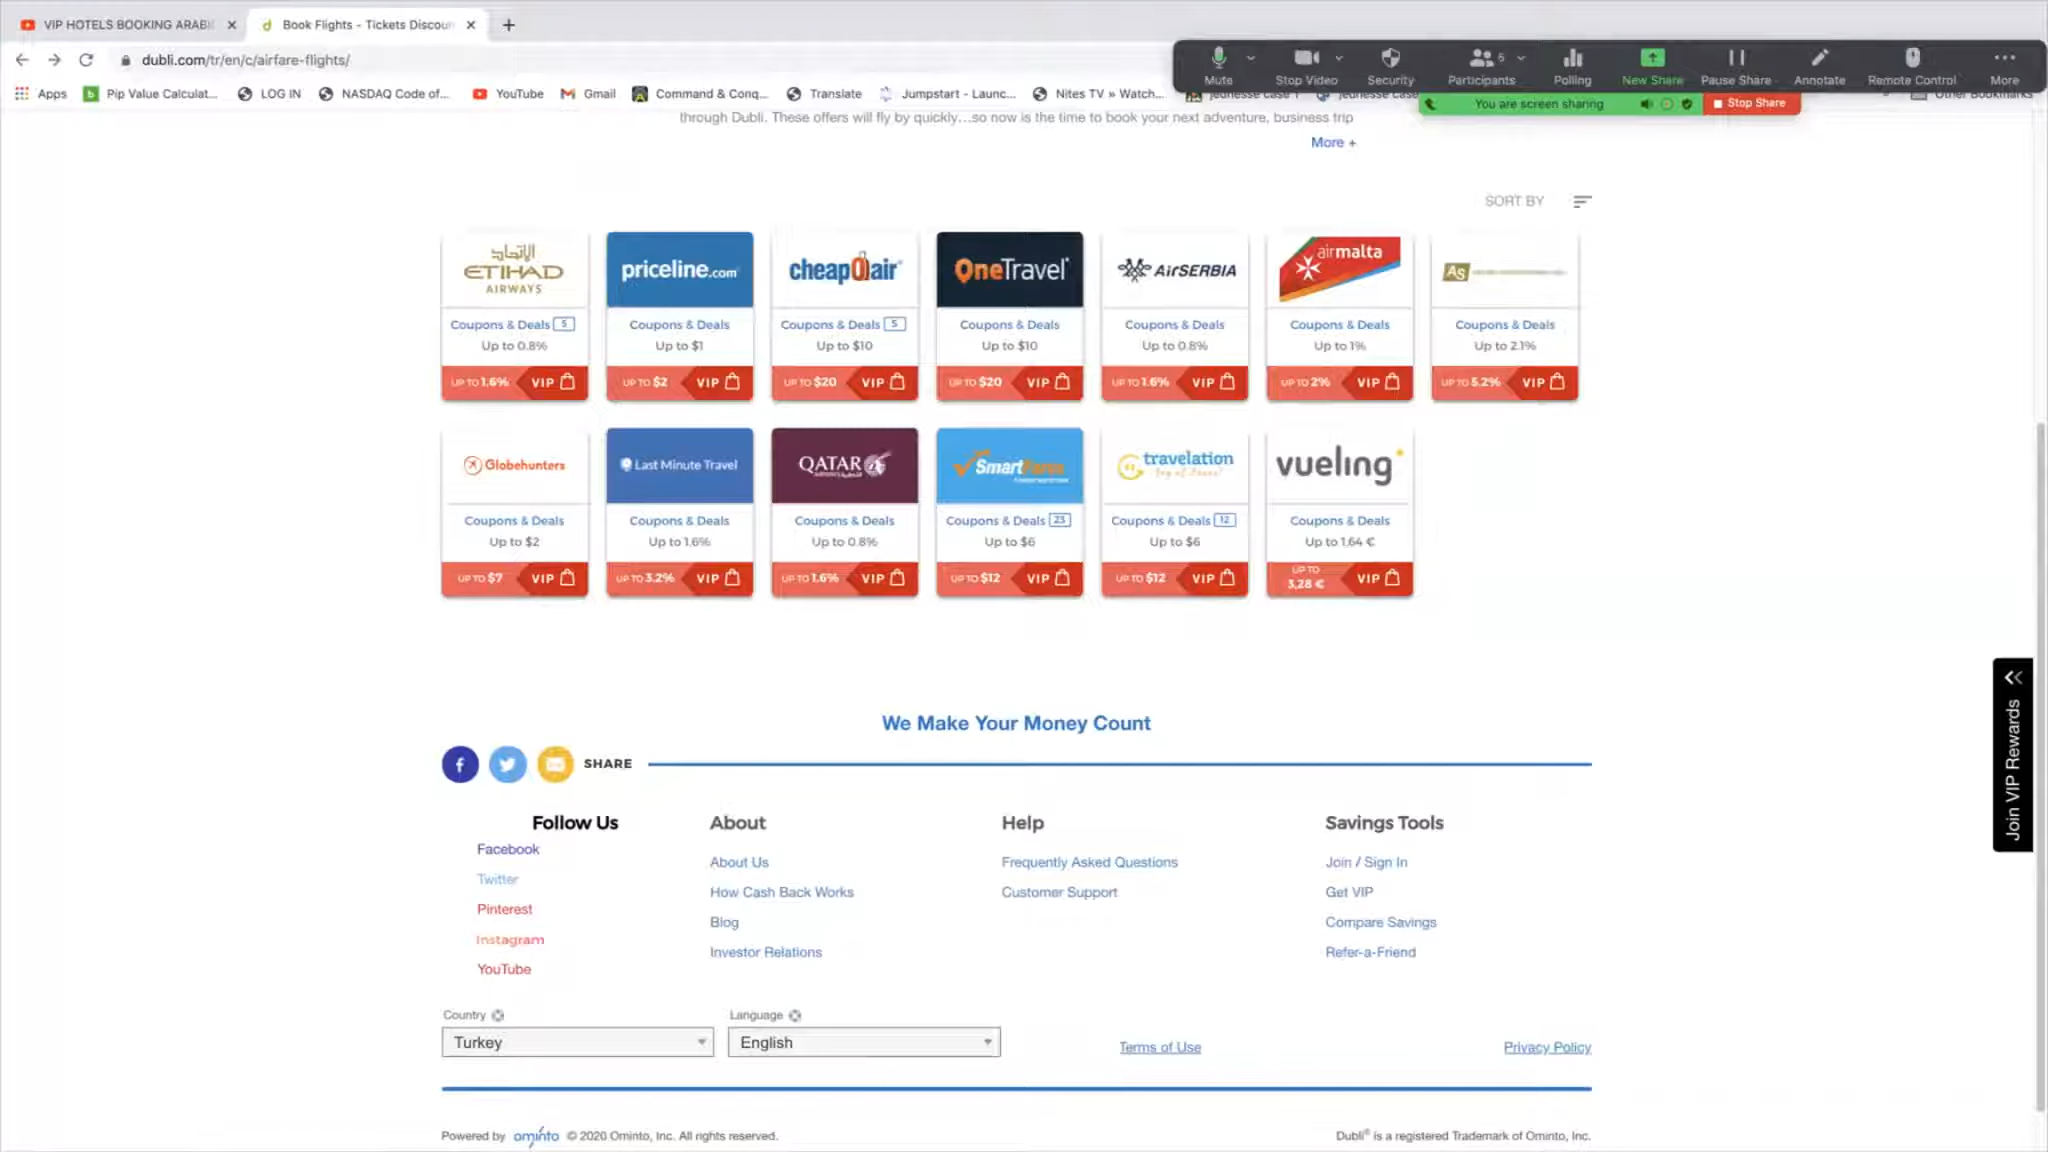 VIP HOTELS BOOKING ARABI
Book Flights - Tickets Discoun
dubli.com/tr/en/c/airfare-flights/
Mute
Stop Video
Security
5
Participants
Polling
New Share
Pause Share
Annotate
Remote Control
More
Apps
Pip Value Calculat...
LOG IN
NASDAQ Code of...
YouTube
Gmail
Command & Conq...
Translate
Jumpstart - Launc...
Nites TV » Watch...
jeunesse case 1
jeunesse case
Other Bookmarks
You are screen sharing
Stop Share
through Dubli. These offers will fly by quickly...so now is the time to book your next adventure, business trip
More +
SORT BY
الإتحاد
ETIHAD
AIRWAYS
priceline.com
cheapOair
OneTravel
AirSERBIA
airmalta
AS
Coupons & Deals 5
Coupons & Deals
Coupons & Deals 5
Coupons & Deals
Coupons & Deals
Coupons & Deals
Coupons & Deals
Up to 0.8%
Up to $1
Up to $10
Up to $10
Up to 0.8%
Up to 1%
Up to 2.1%
UP TO 1.6% VIP
UP TO $2 VIP
UP TO $20 VIP
UP TO $20 VIP
UP TO 1.6% VIP
UP TO 2% VIP
UP TO 5.2% VIP
Globehunters
Last Minute Travel
QATAR
SmartFares
travelation
vueling
Coupons & Deals
Coupons & Deals
Coupons & Deals
Coupons & Deals 23
Coupons & Deals 12
Coupons & Deals
Up to $2
Up to 1.6%
Up to 0.8%
Up to $6
Up to $6
Up to 1,64 €
UP TO $7 VIP
UP TO 3.2% VIP
UP TO 1.6% VIP
UP TO $12 VIP
UP TO $12 VIP
UP TO
3,28 € VIP
Join VIP Rewards
We Make Your Money Count
SHARE
Follow Us
Facebook
Twitter
Pinterest
Instagram
YouTube
About
About Us
How Cash Back Works
Blog
Investor Relations
Help
Frequently Asked Questions
Customer Support
Savings Tools
Join / Sign In
Get VIP
Compare Savings
Refer-a-Friend
Country
Turkey
Language
English
Terms of Use
Privacy Policy
Powered by ominto © 2020 Ominto, Inc. All rights reserved.
Dubli® is a registered Trademark of Ominto, Inc.